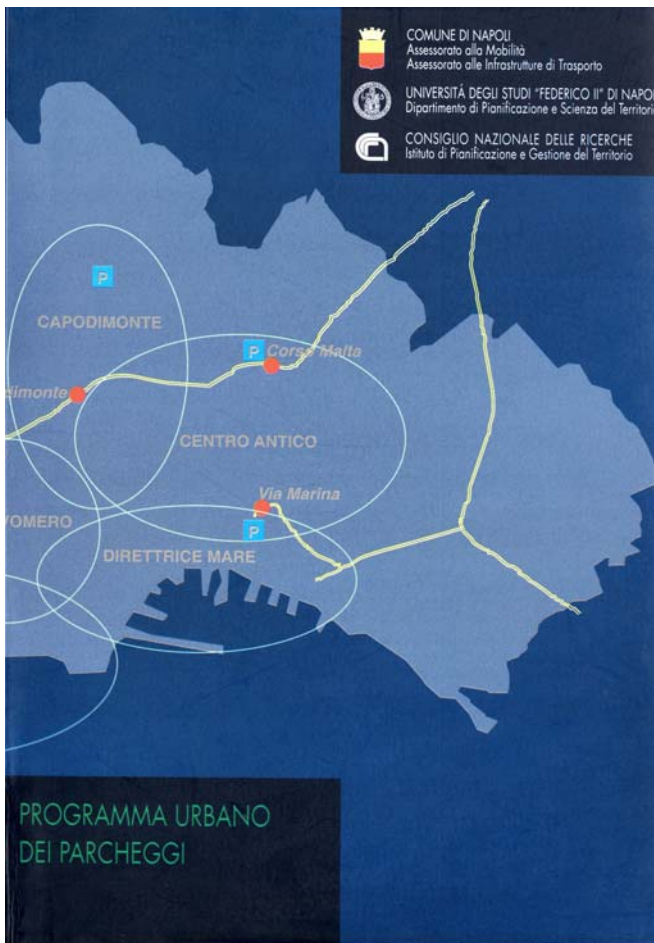 COMUNE DI NAPOLI
Assessorato alla Mobilità
Assessorato alle Infrastrutture di Trasporto
UNIVERSITÁ DEGLI STUDI "FEDERICO II" DI NAPO
Dipartimento di Pianificazione e Scienza del Territori
CONSIGLIO NAZIONALE DELLE RICERCHE
Istituto di Pianificazione e Gestione del Territorio
P
CAPODIMONTE
P
Corso Malta
dimonte
CENTRO ANTICO
Via Marina
VOMERO
P
DIRETTRICE MARE
PROGRAMMA URBANO
DEI PARCHEGGI